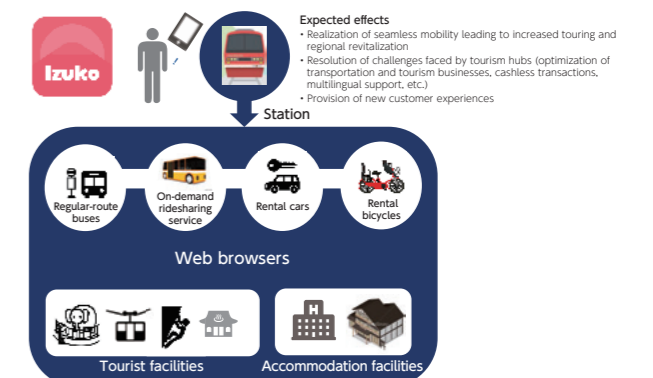 Izuko
Expected effects
• Realization of seamless mobility leading to increased touring and
regional revitalization
• Resolution of challenges faced by tourism hubs (optimization of
transportation and tourism businesses, cashless transactions,
multilingual support, etc.)
• Provision of new customer experiences
Station
Regular-route
buses
On-demand
ridesharing
service
Rental cars
Rental
bicycles
Web browsers
H
Tourist facilities
Accommodation facilities